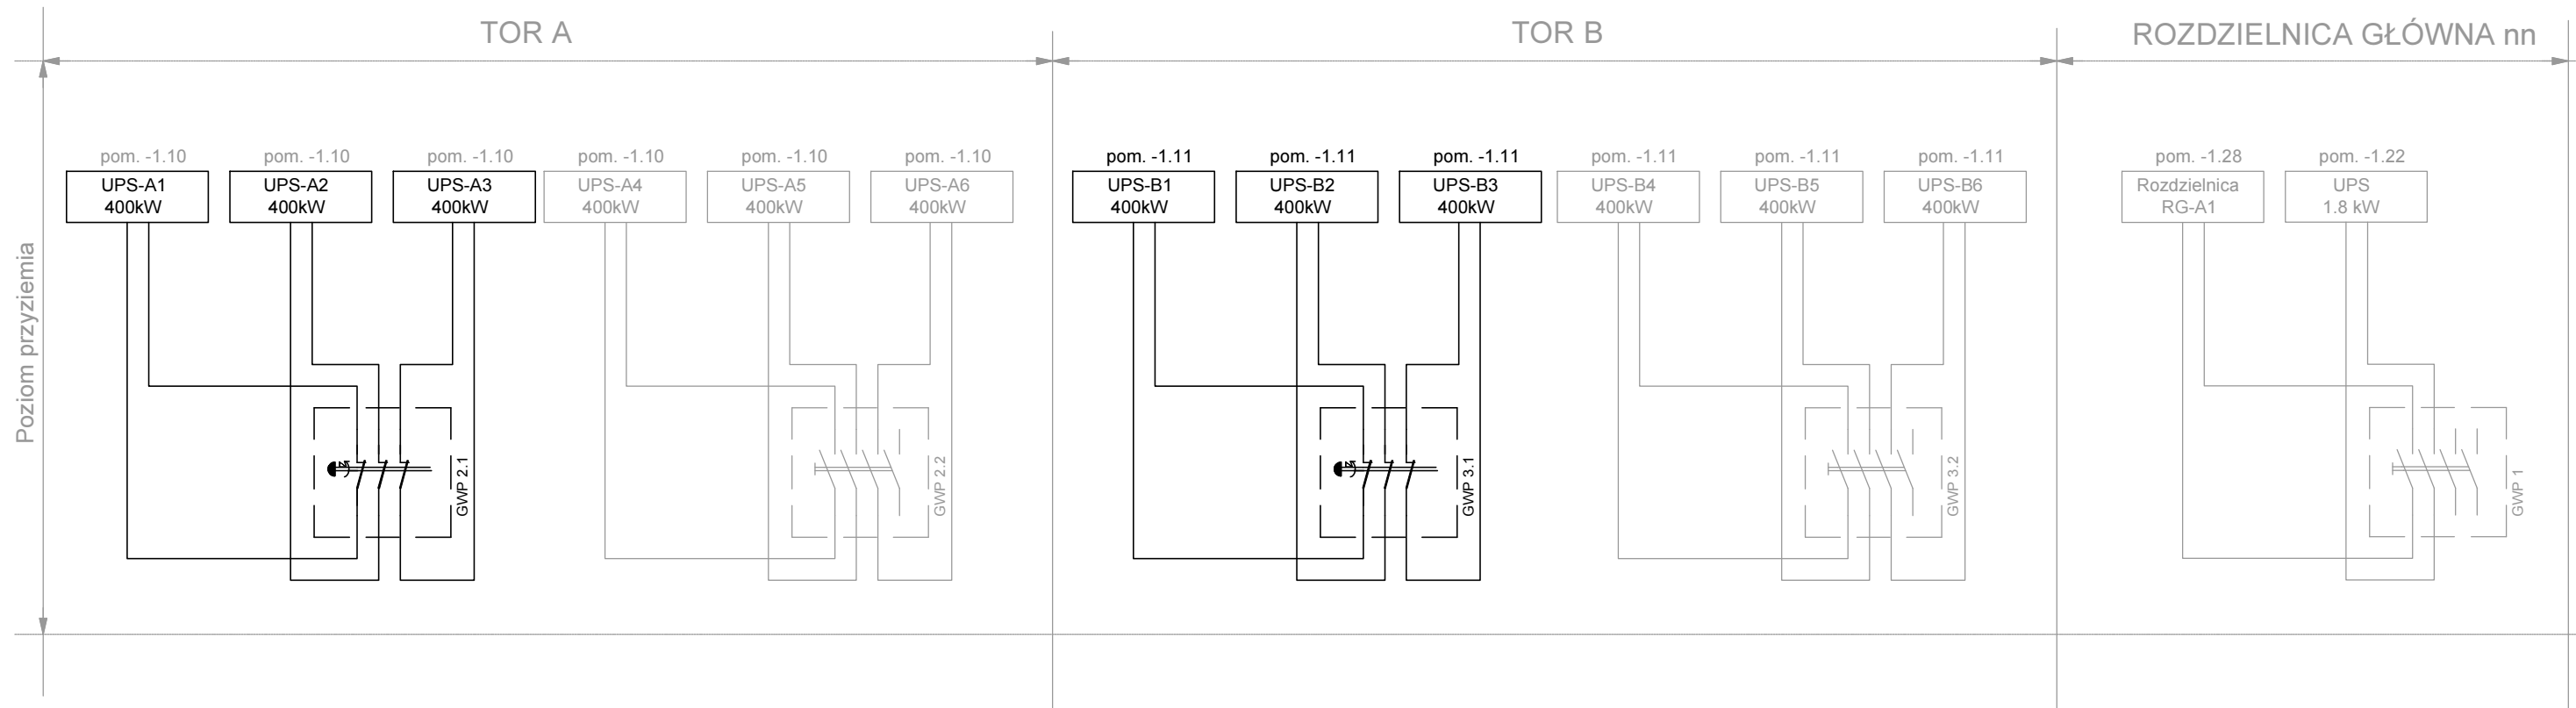 TOR A
TOR B
ROZDZIELNICA GŁÓWNA nn
Poziom przyziemia
pom. -1.10
UPS-A1
400kW
pom. -1.10
UPS-A2
400kW
pom. -1.10
UPS-A3
400kW
pom. -1.10
UPS-A4
400kW
pom. -1.10
UPS-A5
400kW
pom. -1.10
UPS-A6
400kW
pom. -1.11
UPS-B1
400kW
pom. -1.11
UPS-B2
400kW
pom. -1.11
UPS-B3
400kW
pom. -1.11
UPS-B4
400kW
pom. -1.11
UPS-B5
400kW
pom. -1.11
UPS-B6
400kW
pom. -1.28
Rozdzielnica
RG-A1
pom. -1.22
UPS
1.8 kW
GWP 2.1
GWP 2.2
GWP 3.1
GWP 3.2
GWP 1